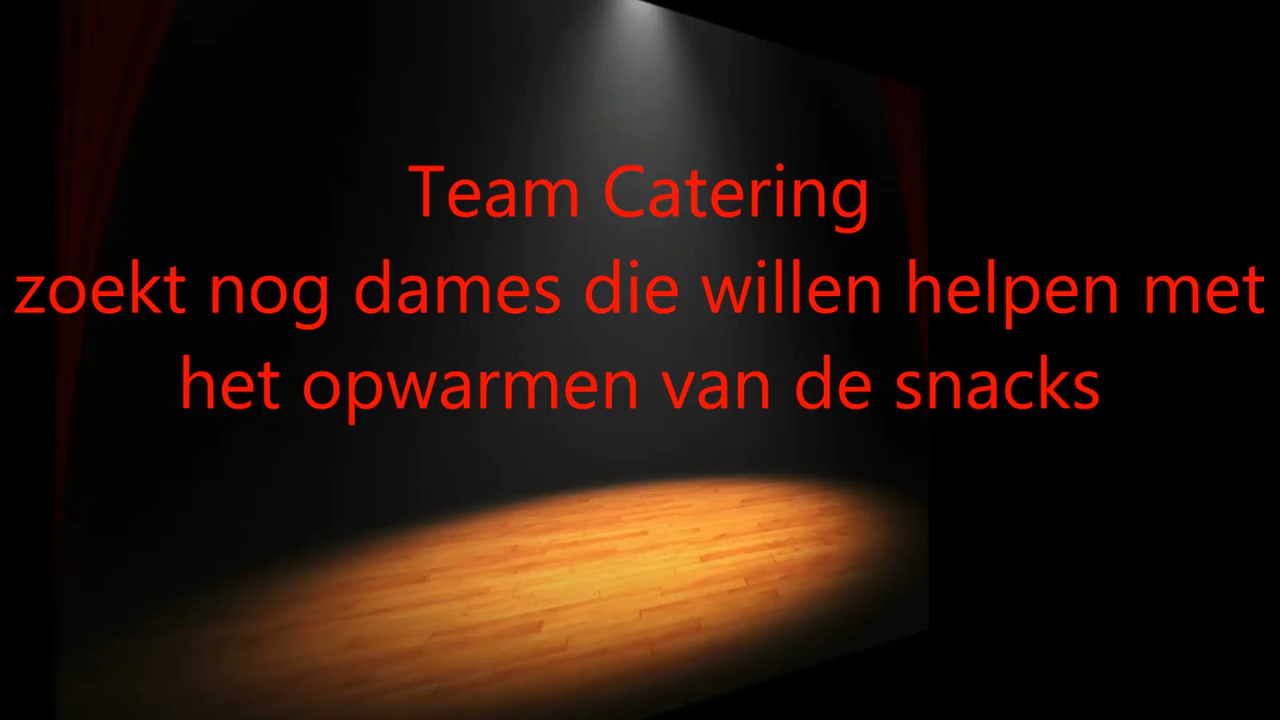 Team Catering
zoekt nog dames die willen helpen met
het opwarmen van de snacks